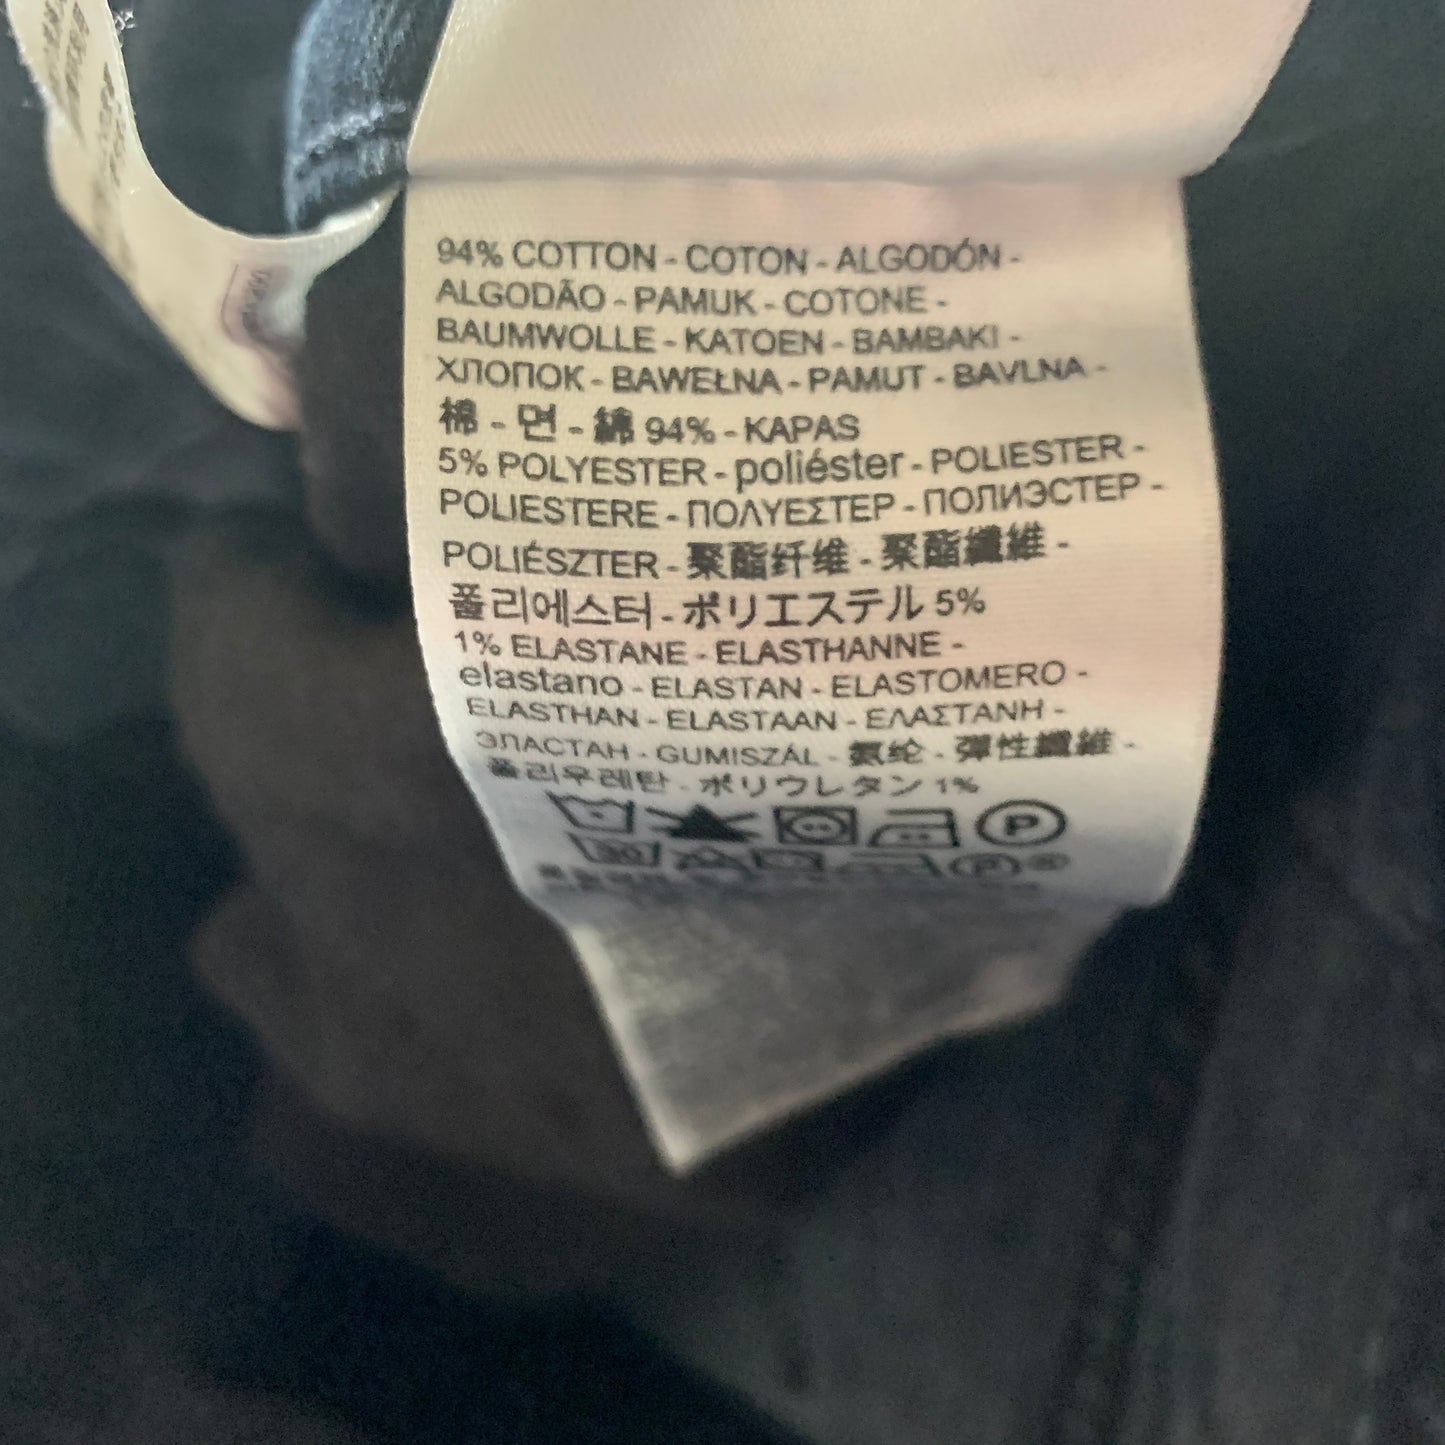 94% COTTON - COTON - ALGODÓN -
ALGODÃO - PAMUK - COTONE -
BAUMWOLLE - KATOEN - BAMBAKI -
ХЛОПОК - BAWEŁNA - PAMUT - BAVLNA -
棉 - 면 - 綿 94% - KAPAS
5% POLYESTER - poliéster - POLIESTER -
POLIESTERE - ΠΟΛΥΕΣΤΕΡ - ПОЛИЭСТЕР -
POLIÉSZTER - 聚酯纤维 - 聚酯纖維 -
폴리에스터 - ポリエステル 5%
1% ELASTANE - ELASTHANNE -
elastano - ELASTAN - ELASTOMERO -
ELASTHAN - ELASTAAN - ΕΛΑΣΤΑΝΗ -
ЭЛАСТАН - GUMISZÁL - 氨纶 - 彈性纖維 -
폴리우레탄 - ポリウレタン 1%
P